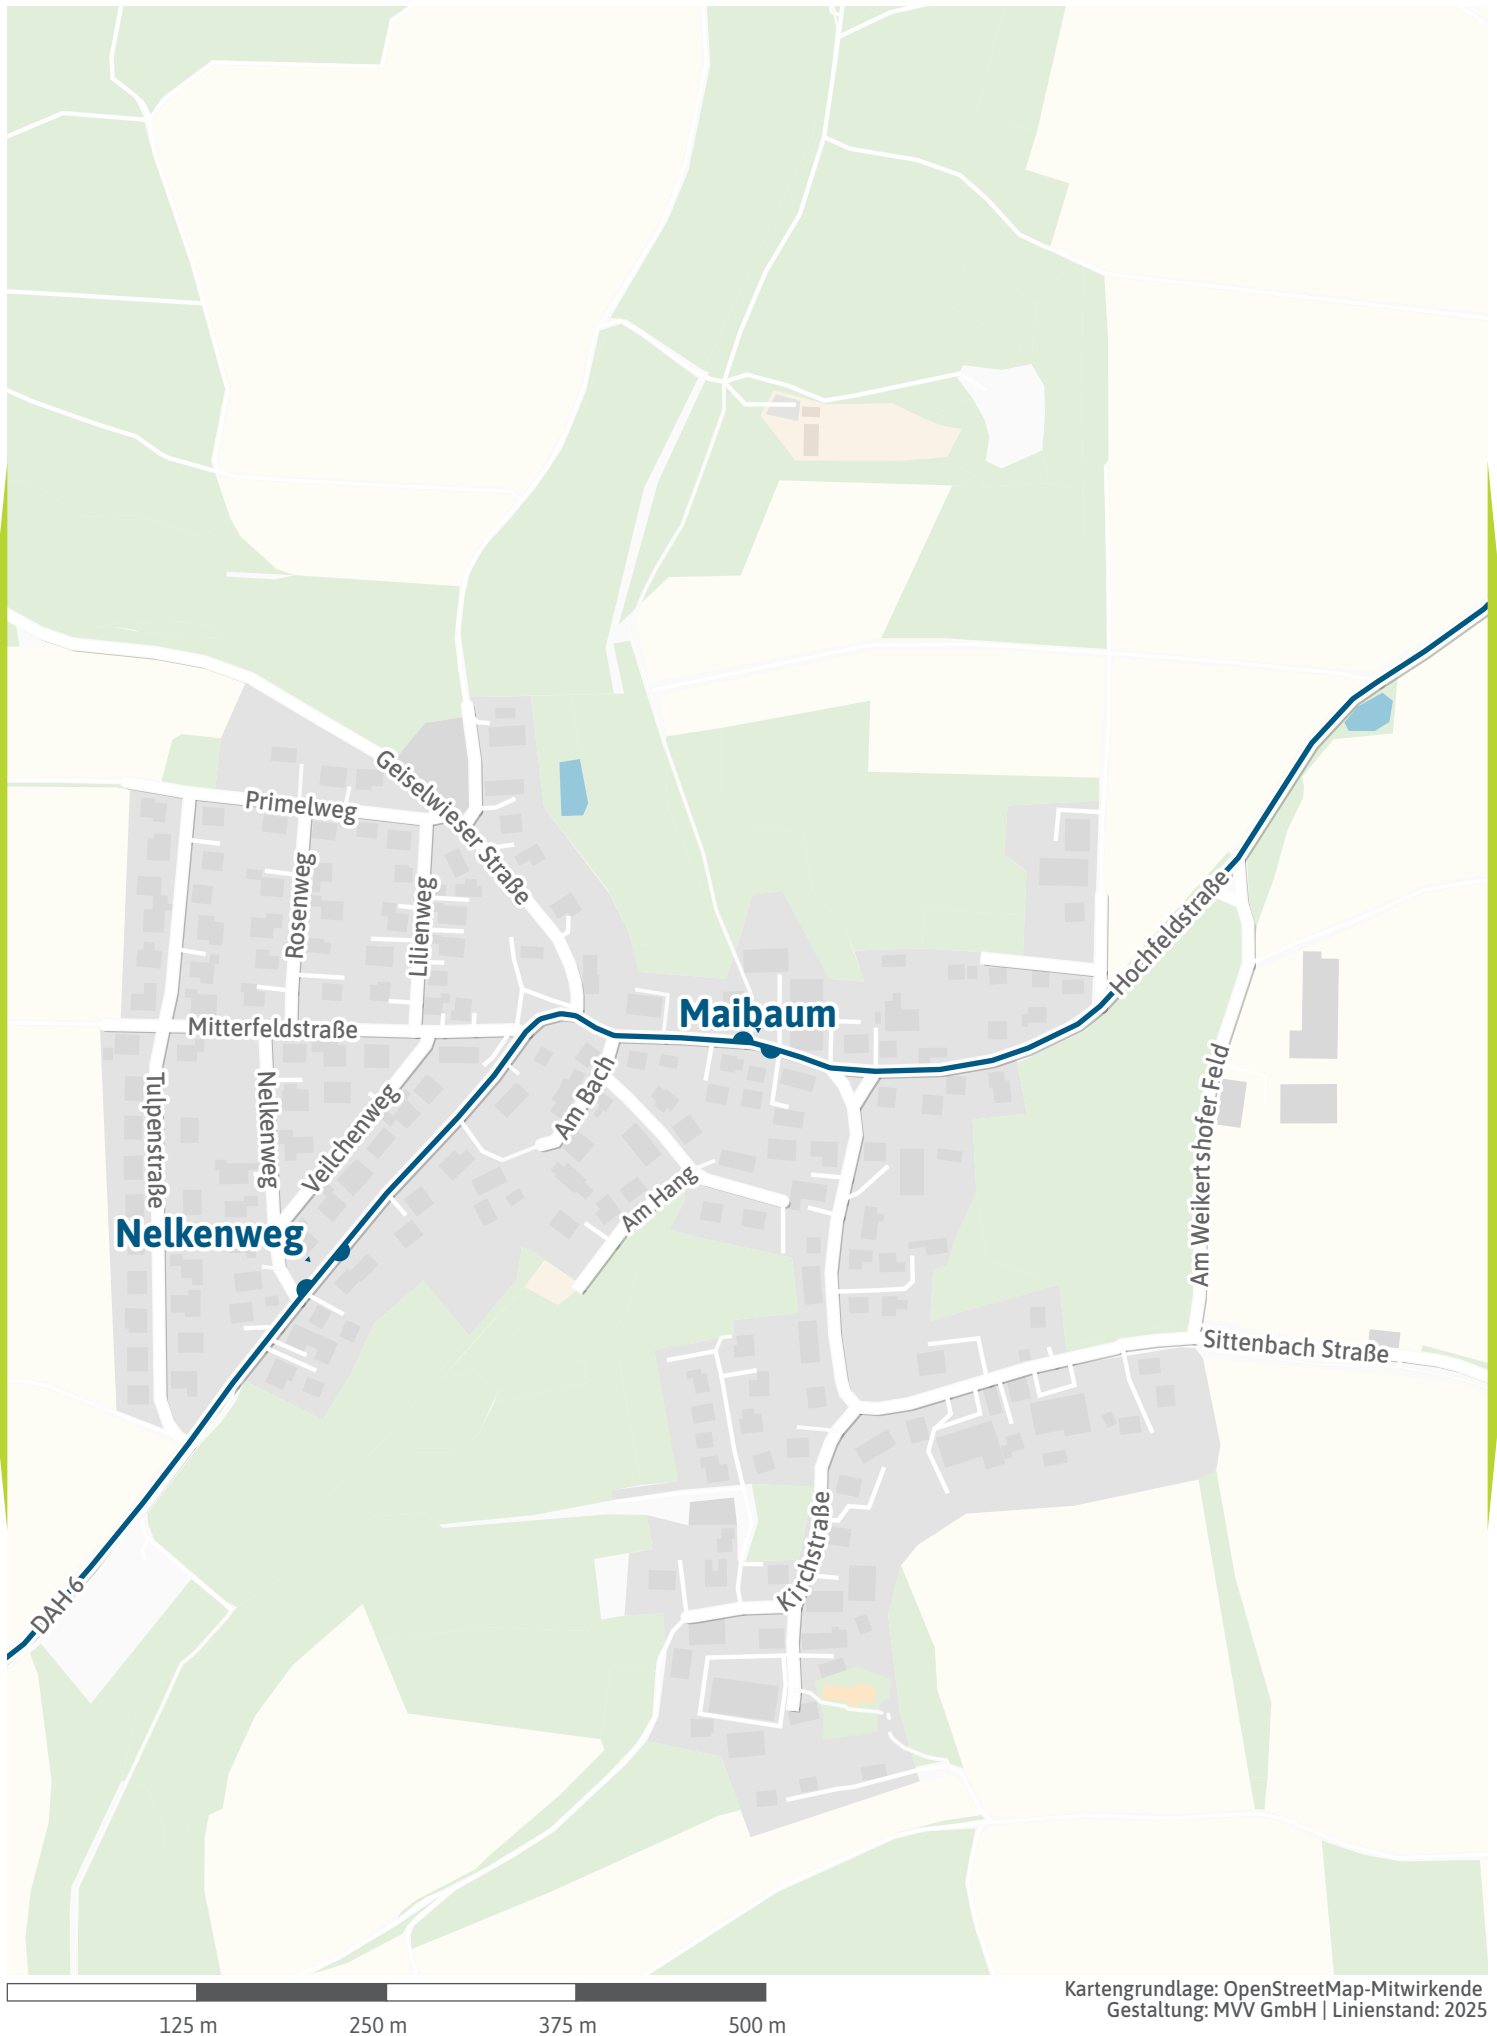 Geiselwieser Straße
Primelweg
Rosenweg
Lilienweg
Hochfeldstraße
Maibaum
Mitterfeldstraße
Tulpenstraße
Nelkenweg
Veilchenweg
Am Bach
Am Hang
Am Weikertshofer Feld
Nelkenweg
Sittenbach Straße
Kirchstraße
DAH 6
Kartengrundlage: OpenStreetMap-Mitwirkende
Gestaltung: MVV GmbH | Linienstand: 2025
125 m
250 m
375 m
500 m